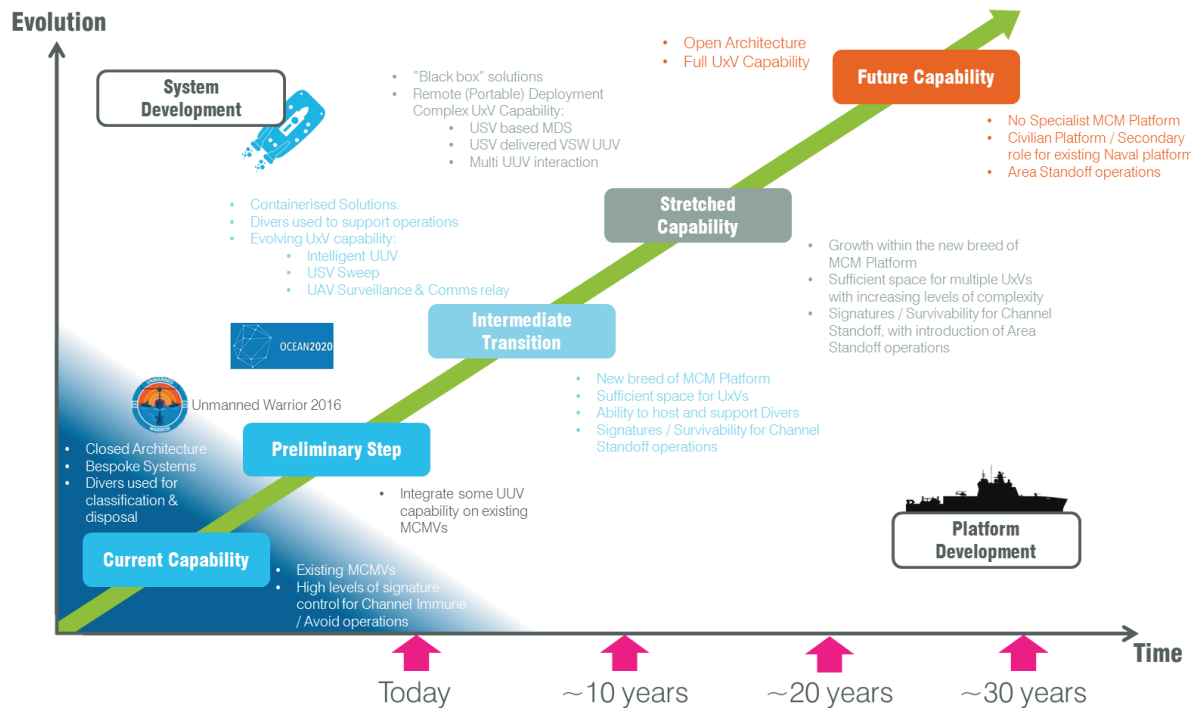 Evolution
System
Development
• "Black box" solutions
• Remote (Portable) Deployment
Complex UxV Capability:
• USV based MDS
• USV delivered VSW UUV
• Multi UUV interaction
• Open Architecture
• Full UxV Capability
Future Capability
• No Specialist MCM Platform
• Civilian Platform / Secondary
role for existing Naval platform
• Area Standoff operations
• Containerised Solutions.
• Divers used to support operations
• Evolving UxV capability:
• Intelligent UUV
• USV Sweep
• UAV Surveillance & Comms relay
Stretched
Capability
• Growth within the new breed of
MCM Platform
• Sufficient space for multiple UxVs
with increasing levels of complexity
• Signatures / Survivability for Channel
Standoff, with introduction of Area
Standoff operations
OCEAN2020
Intermediate
Transition
• New breed of MCM Platform
• Sufficient space for UxVs
• Ability to host and support Divers
• Signatures / Survivability for Channel
Standoff operations
UNMANNED
WARRIOR
Unmanned Warrior 2016
• Closed Architecture
• Bespoke Systems
• Divers used for
classification &
disposal
Preliminary Step
• Integrate some UUV
capability on existing
MCMVs
Current Capability
• Existing MCMVs
• High levels of signature
control for Channel Immune
/ Avoid operations
Platform
Development
Time
Today
~10 years
~20 years
~30 years